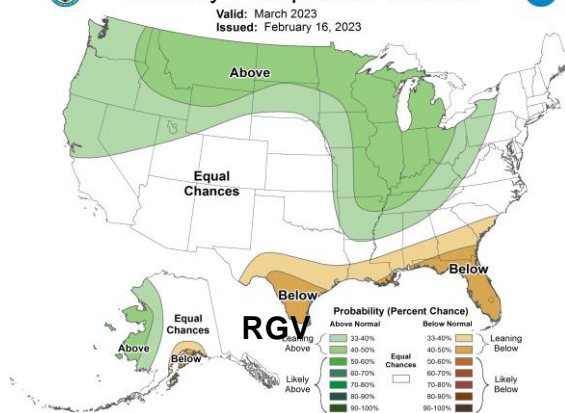 Valid: March 2023
Issued: February 16, 2023
Above
Equal
Chances
Below
Below
Equal
Chances
Above
Below
RGV
Probability (Percent Chance)
Above Normal
Below Normal
Leaning
Above
33-40%
40-50%
50-60%
60-70%
70-80%
80-90%
90-100%
Likely
Above
Equal
Chances
33-40%
40-50%
50-60%
60-70%
70-80%
80-90%
90-100%
Leaning
Below
Likely
Below